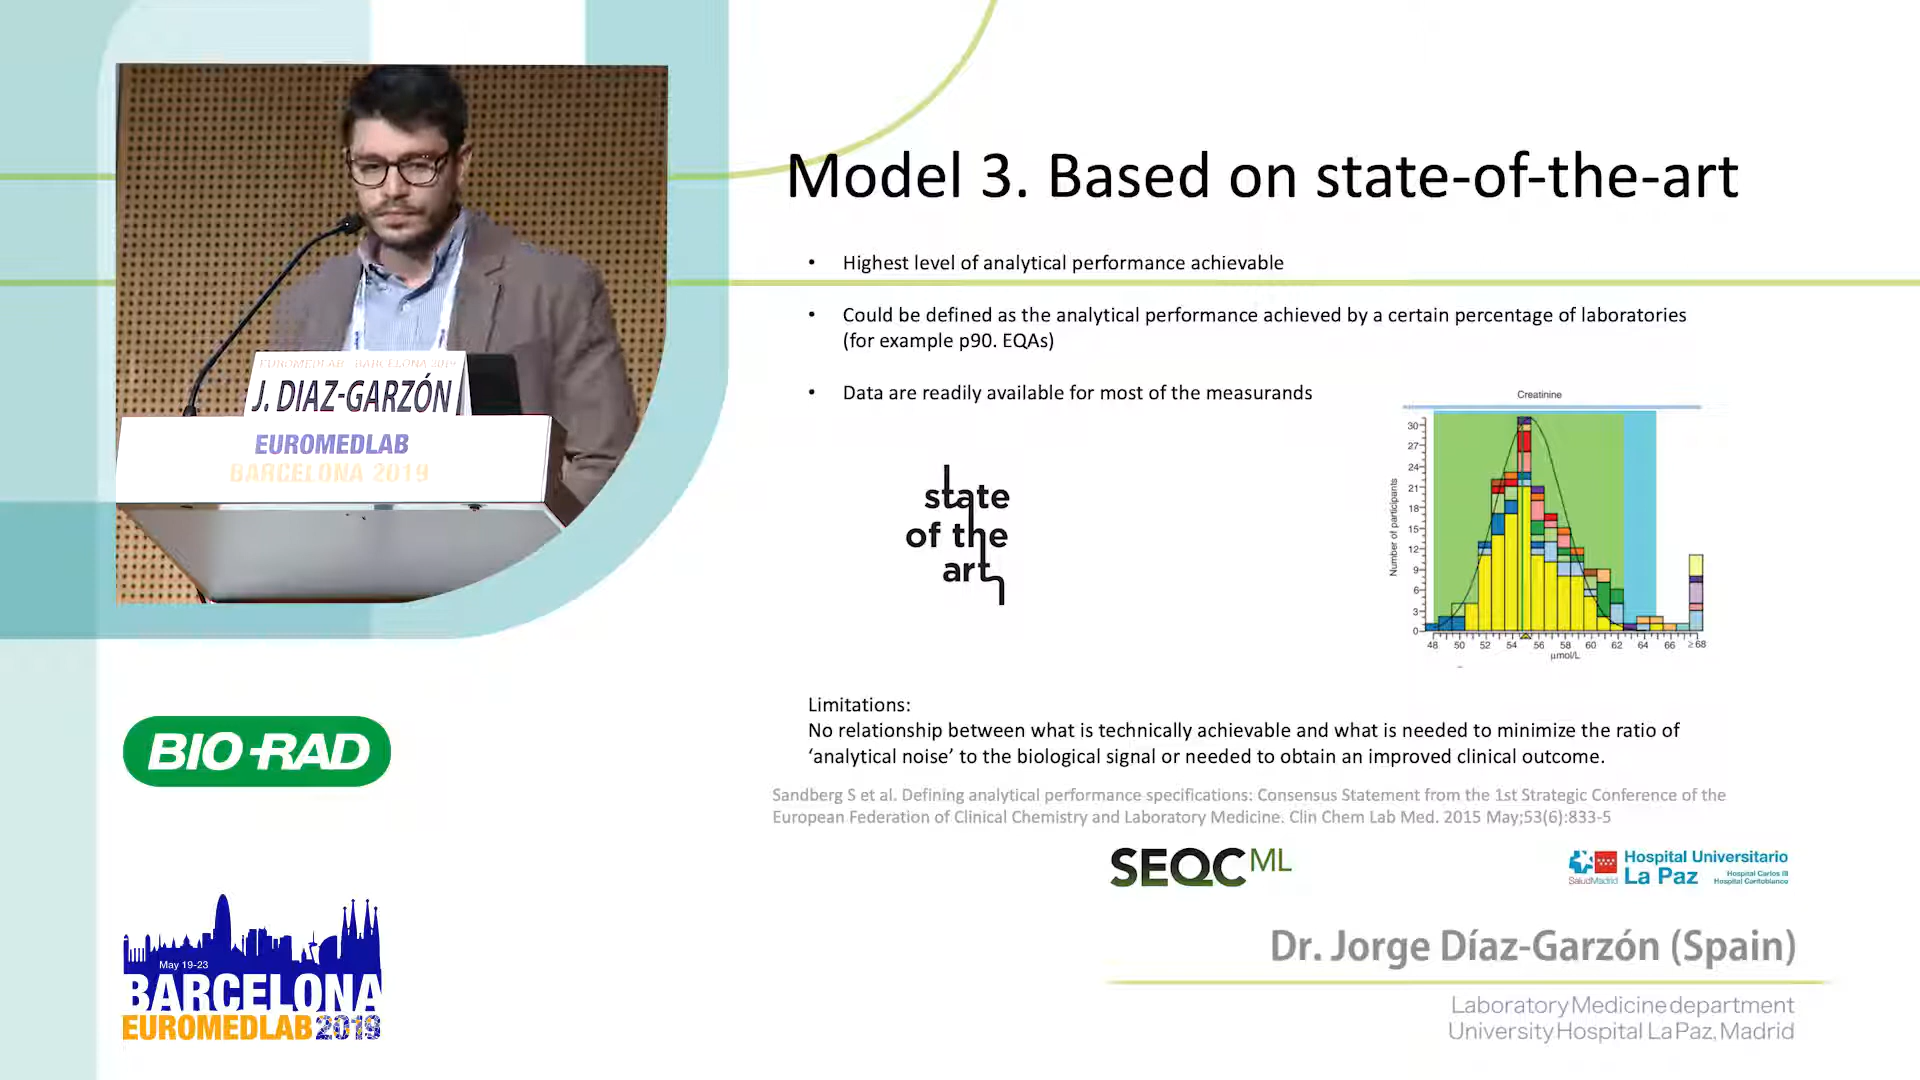 Model 3. Based on state-of-the-art
• Highest level of analytical performance achievable
• Could be defined as the analytical performance achieved by a certain percentage of laboratories
(for example p90. EQAs)
• Data are readily available for most of the measurands
state
of the
art
Creatinine
Number of participants
30
27
24
21
18
15
12
9
6
3
0
48 50 52 54 56 58 60 62 64 66 ≥68
µmol/L
Limitations:
No relationship between what is technically achievable and what is needed to minimize the ratio of
‘analytical noise’ to the biological signal or needed to obtain an improved clinical outcome.
Sandberg S et al. Defining analytical performance specifications: Consensus Statement from the 1st Strategic Conference of the
European Federation of Clinical Chemistry and Laboratory Medicine. Clin Chem Lab Med. 2015 May;53(6):833-5
SEQC ML
SaludMadrid
Hospital Universitario
La Paz
Hospital Carlos III
Hospital Cantoblanco
Dr. Jorge Díaz-Garzón (Spain)
Laboratory Medicine department
University Hospital La Paz, Madrid
EUROMEDLAB BARCELONA 2019
J. DIAZ-GARZÓN
EUROMEDLAB
BARCELONA 2019
BIO-RAD
May 19-23
BARCELONA
EUROMEDLAB 2019